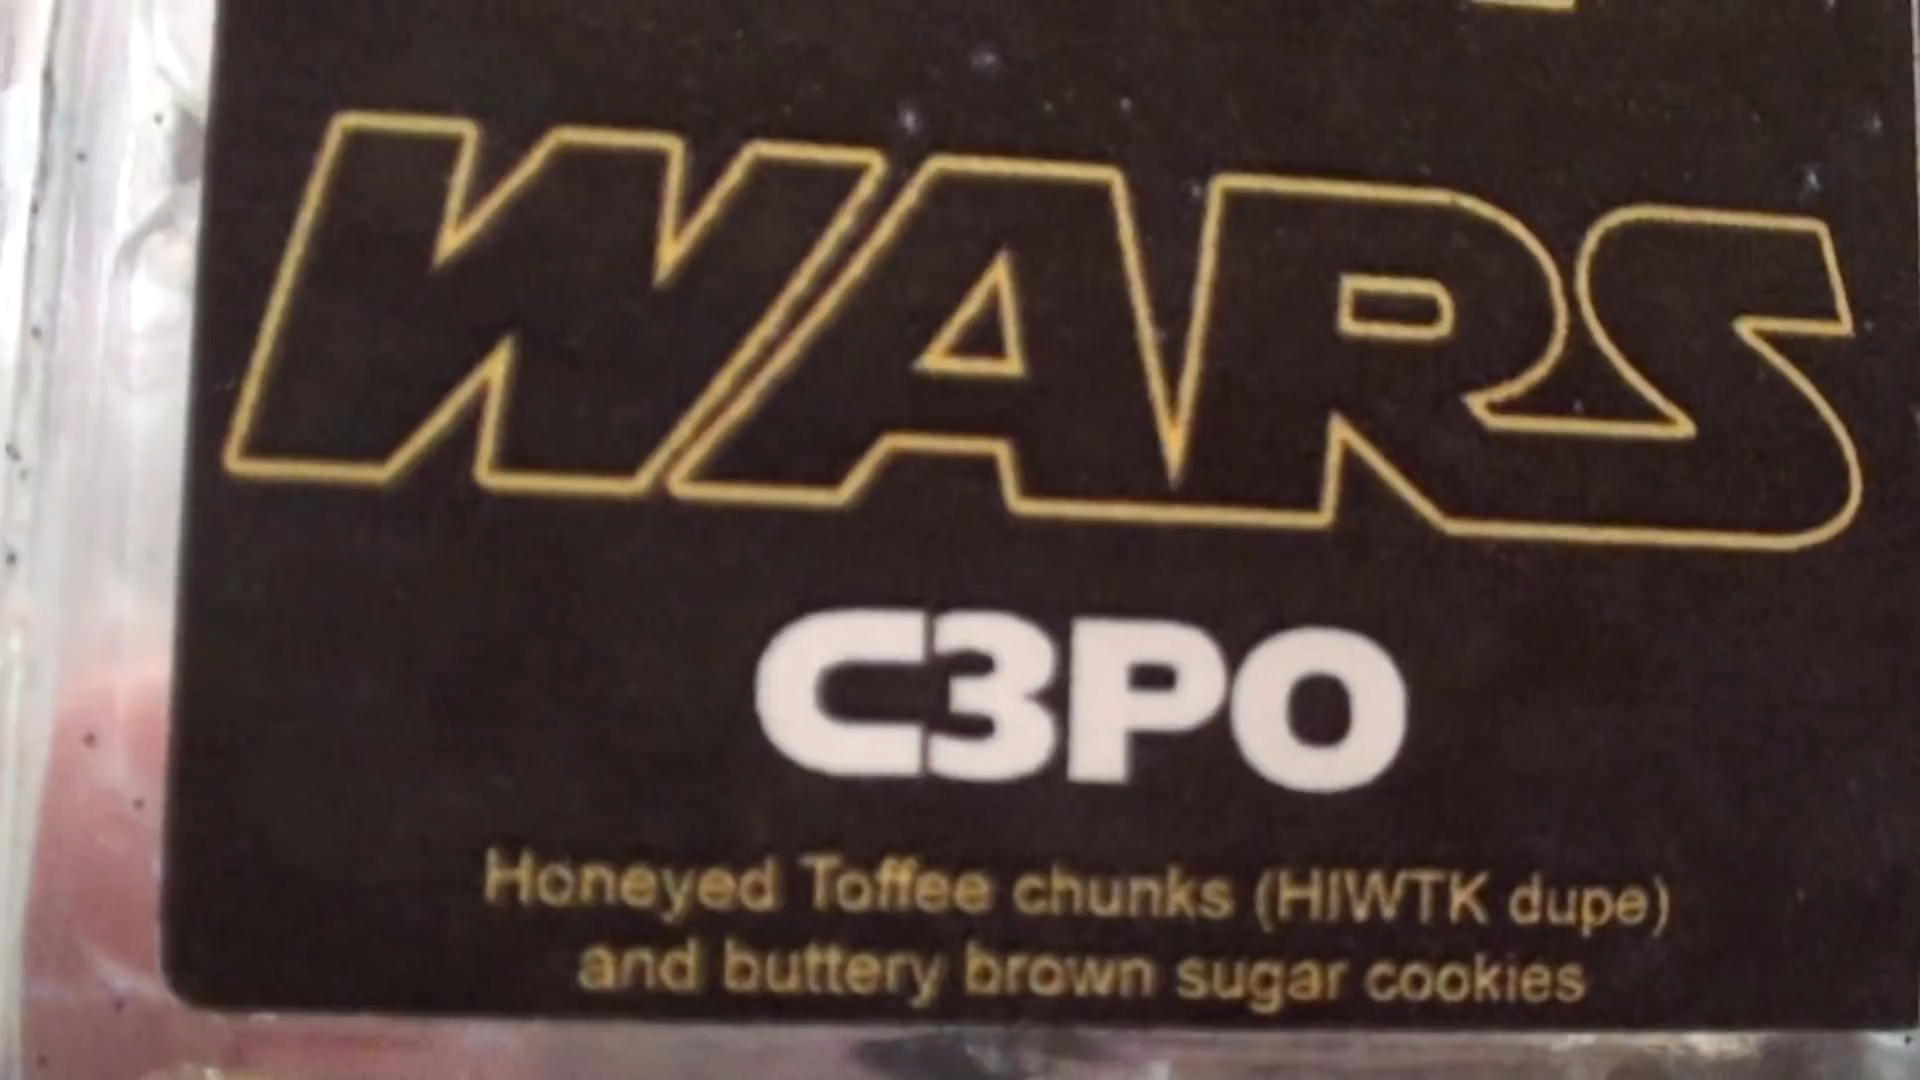 WARS
C3PO
Honeyed Toffee chunks (HIWTK dupe)
and buttery brown sugar cookies